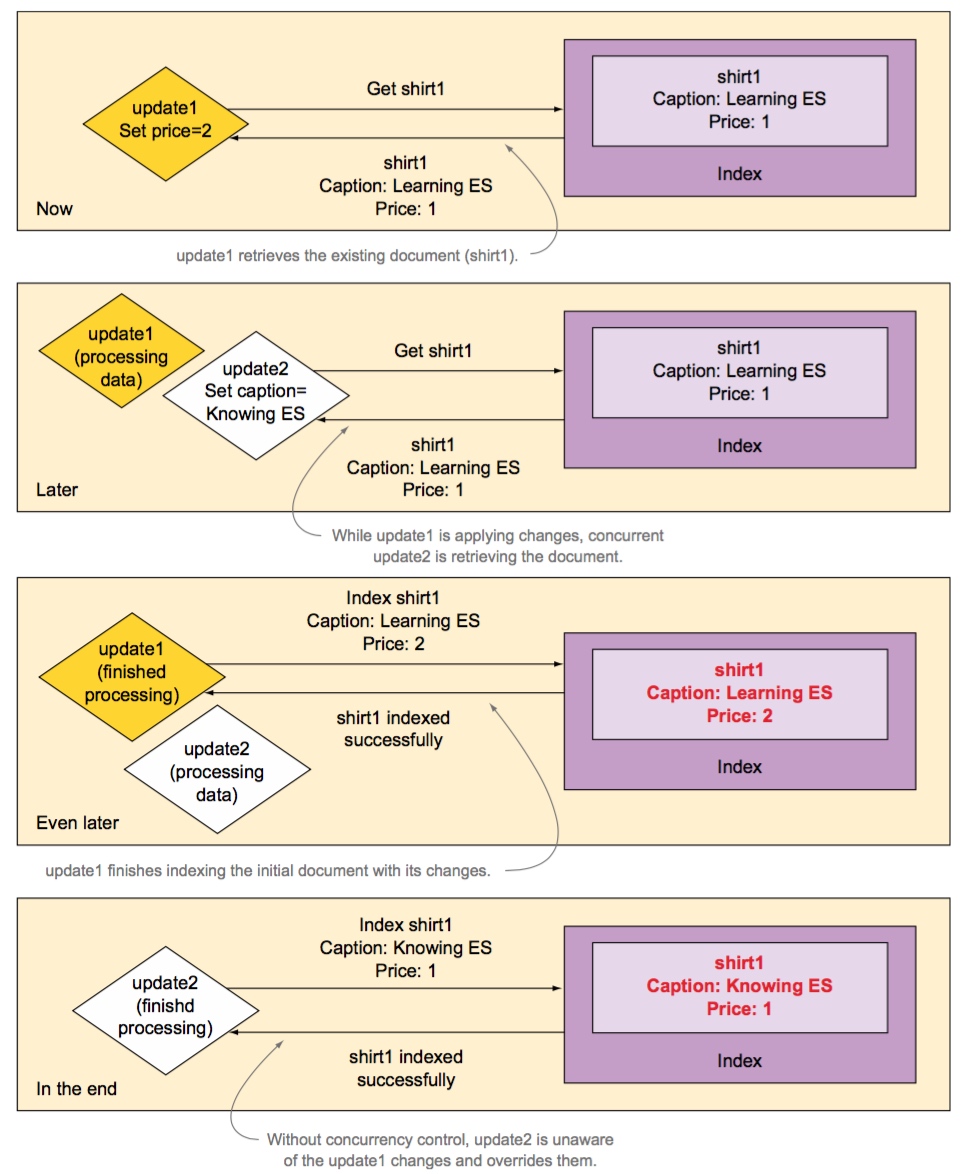 update1
Set price=2
Get shirt1
shirt1
Caption: Learning ES
Price: 1
shirt1
Caption: Learning ES
Price: 1
Index
Now
update1 retrieves the existing document (shirt1).
update1
(processing
data)
update2
Set caption=
Knowing ES
Get shirt1
shirt1
Caption: Learning ES
Price: 1
shirt1
Caption: Learning ES
Price: 1
Index
Later
While update1 is applying changes, concurrent
update2 is retrieving the document.
update1
(finished
processing)
update2
(processing
data)
Index shirt1
Caption: Learning ES
Price: 2
shirt1 indexed
successfully
shirt1
Caption: Learning ES
Price: 2
Index
Even later
update1 finishes indexing the initial document with its changes.
update2
(finishd
processing)
Index shirt1
Caption: Knowing ES
Price: 1
shirt1 indexed
successfully
shirt1
Caption: Knowing ES
Price: 1
Index
In the end
Without concurrency control, update2 is unaware
of the update1 changes and overrides them.